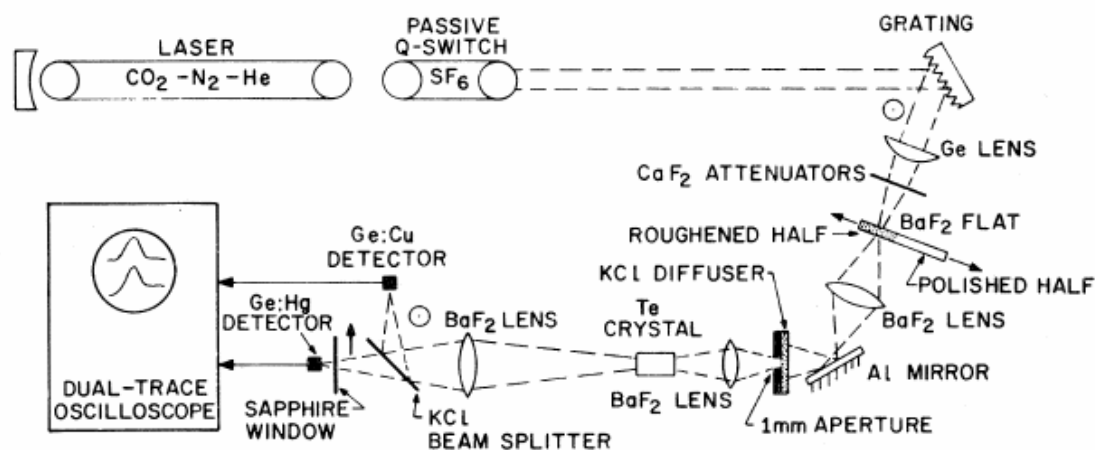 LASER
CO2-N2-He
PASSIVE
Q-SWITCH
SF6
GRATING
Ge LENS
CaF2 ATTENUATORS
BaF2 FLAT
ROUGHENED HALF
POLISHED HALF
KCl DIFFUSER
BaF2 LENS
Al MIRROR
Te
CRYSTAL
BaF2 LENS
1mm APERTURE
BaF2 LENS
Ge:Cu
DETECTOR
Ge:Hg
DETECTOR
KCl
BEAM SPLITTER
SAPPHIRE
WINDOW
DUAL-TRACE
OSCILLOSCOPE